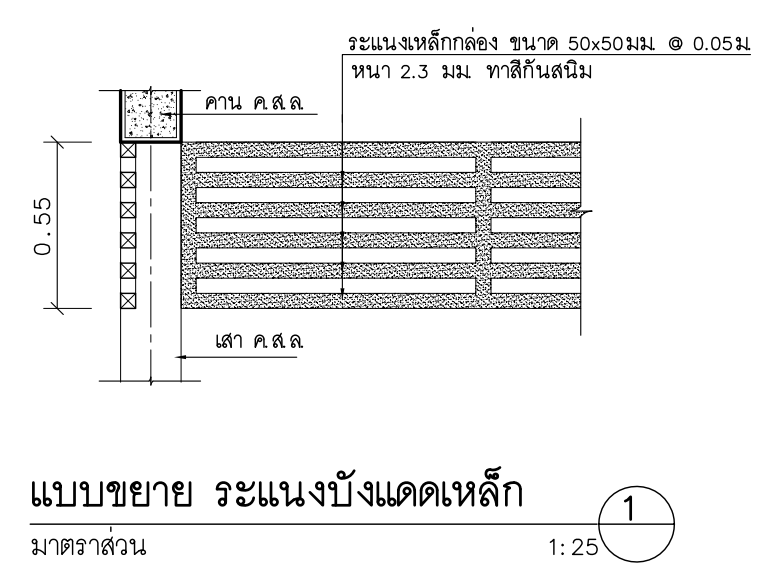 ระแนงเหล็กกล่อง ขนาด 50x50มม. @ 0.05ม.
หนา 2.3 มม. ทาสีกันสนิม
คาน ค.ส.ล.
0.55
เสา ค.ส.ล.
แบบขยาย ระแนงบังแดดเหล็ก
1
มาตราส่วน 1:25